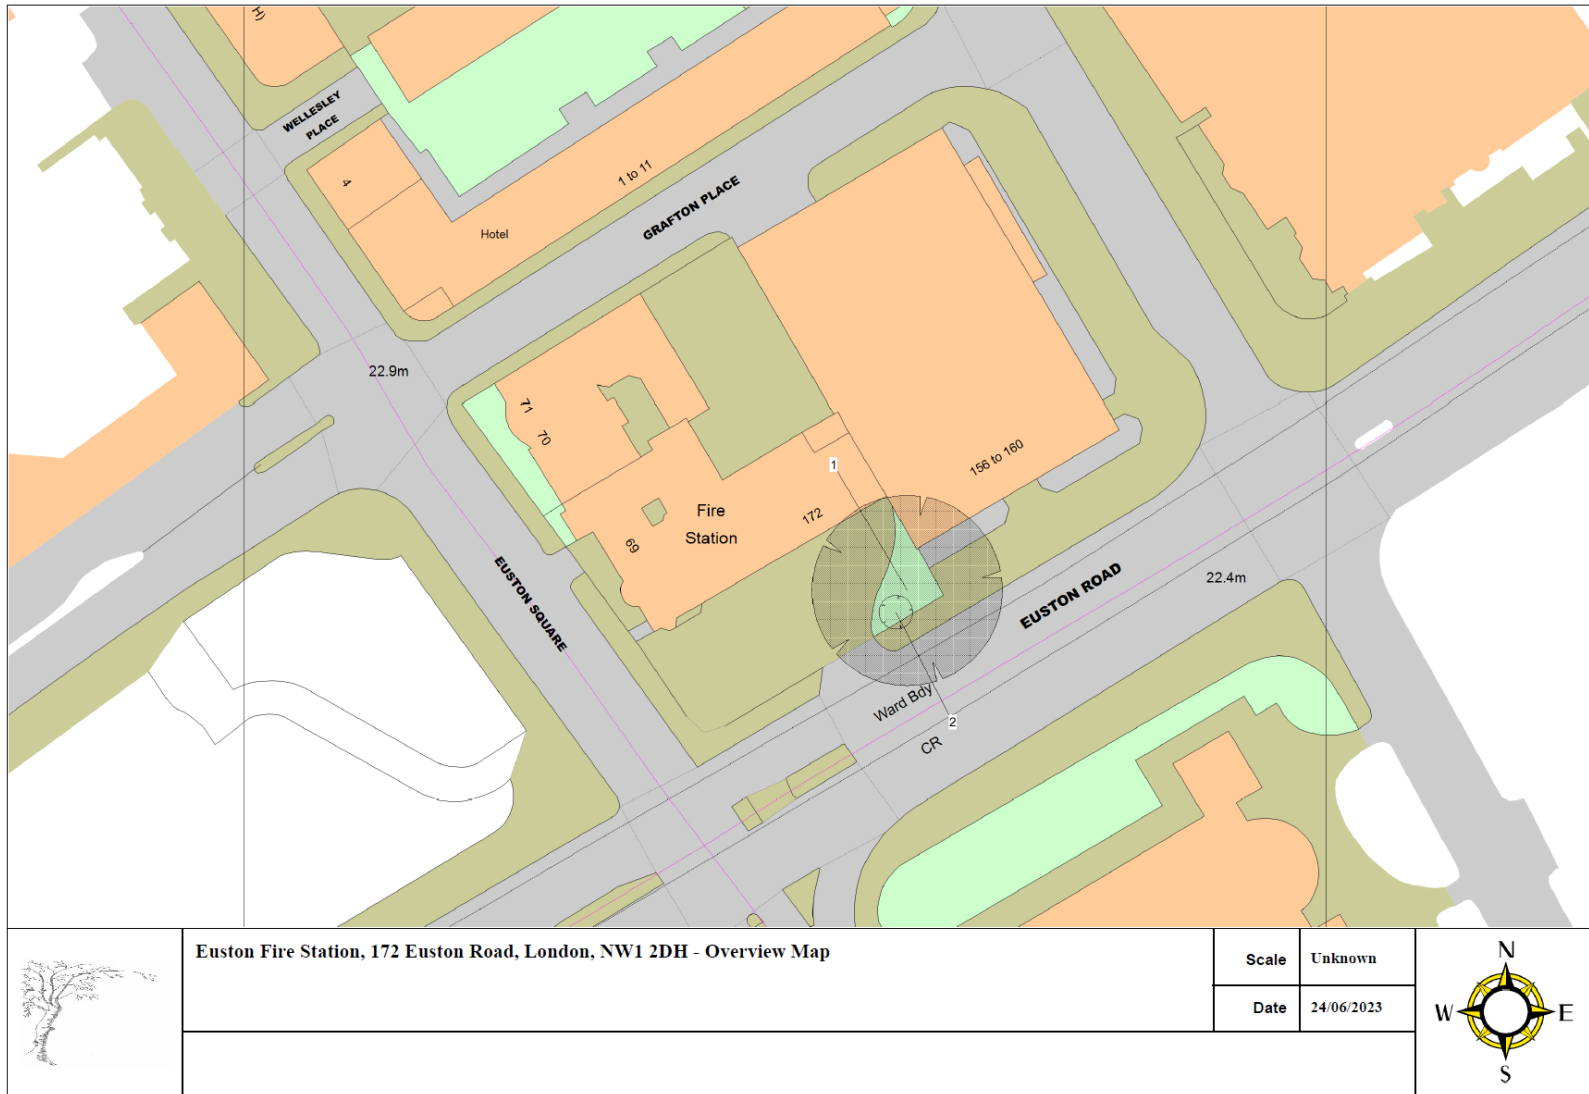 H)
WELLESLEY
PLACE
4
1 to 11
Hotel
GRAFTON PLACE
22.9m
71
70
1
156 to 160
Fire
Station
172
69
EUSTON SQUARE
EUSTON ROAD
22.4m
Ward Bdy
2
CR
Euston Fire Station, 172 Euston Road, London, NW1 2DH - Overview Map
Scale Unknown
Date 24/06/2023
N
W E
S